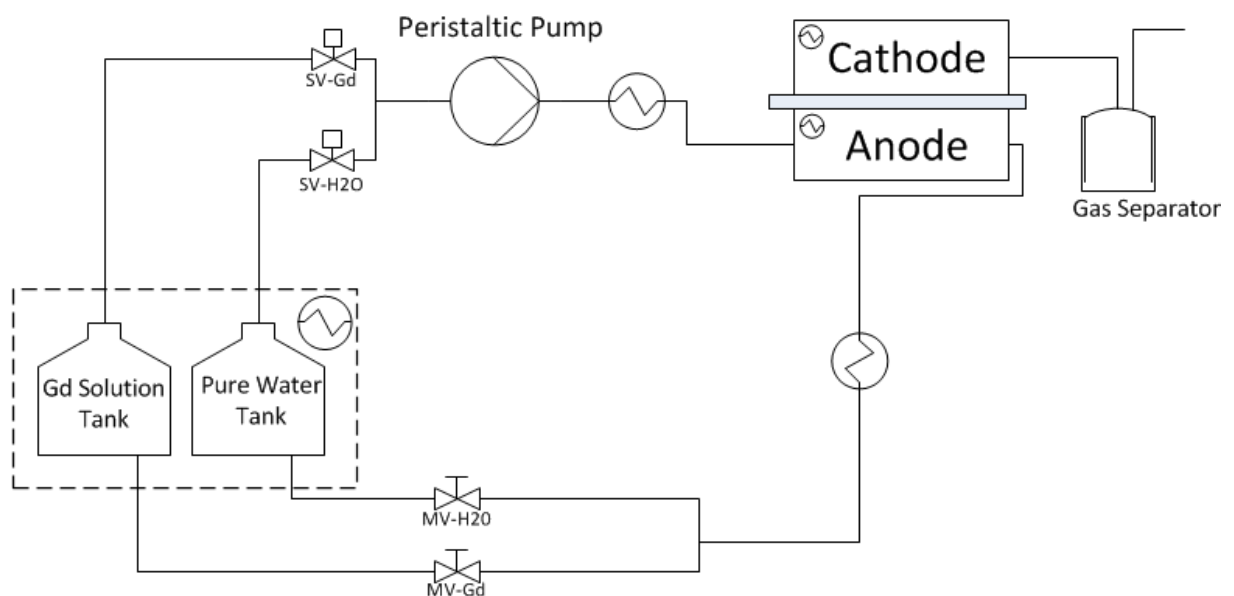 Peristaltic Pump
SV-Gd
SV-H2O
Cathode
Anode
Gas Separator
Gd Solution
Tank
Pure Water
Tank
MV-H20
MV-Gd